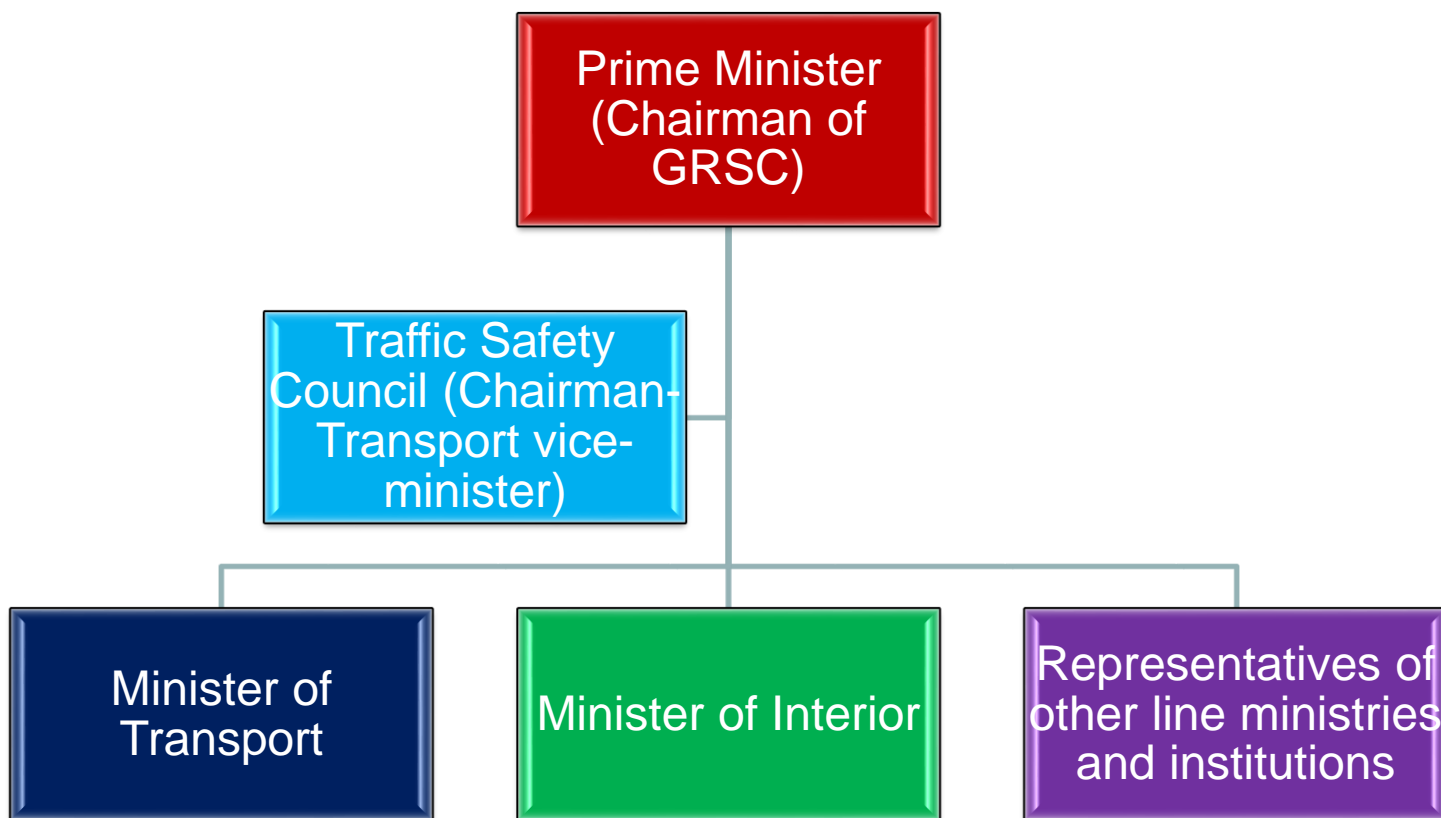 Prime Minister
(Chairman of
GRSC)
Traffic Safety
Council (Chairman-
Transport vice-
minister)
Minister of
Transport
Minister of Interior
Representatives of
other line ministries
and institutions